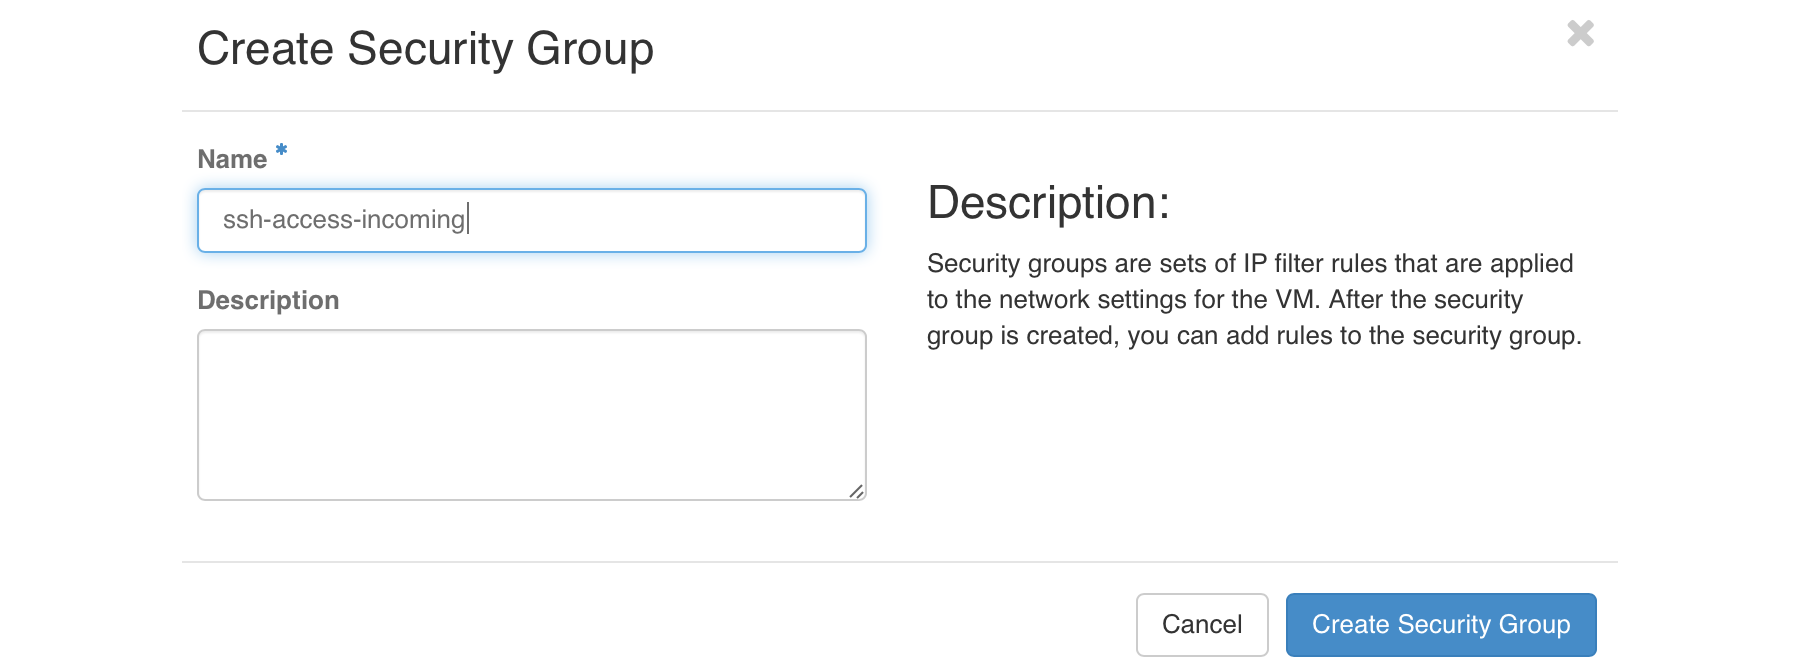 Create Security Group
Name *
ssh-access-incoming
Description
Description:
Security groups are sets of IP filter rules that are applied
to the network settings for the VM. After the security
group is created, you can add rules to the security group.
Cancel
Create Security Group